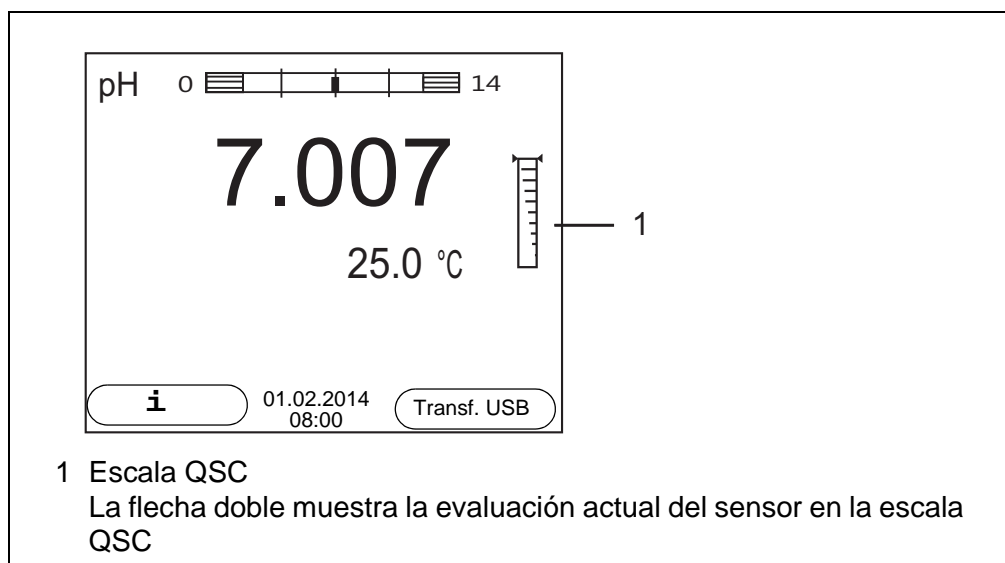 pH 0 14
7.007
1
25.0 °C
i
01.02.2014
08:00
Transf. USB
1 Escala QSC
La flecha doble muestra la evaluación actual del sensor en la escala
QSC